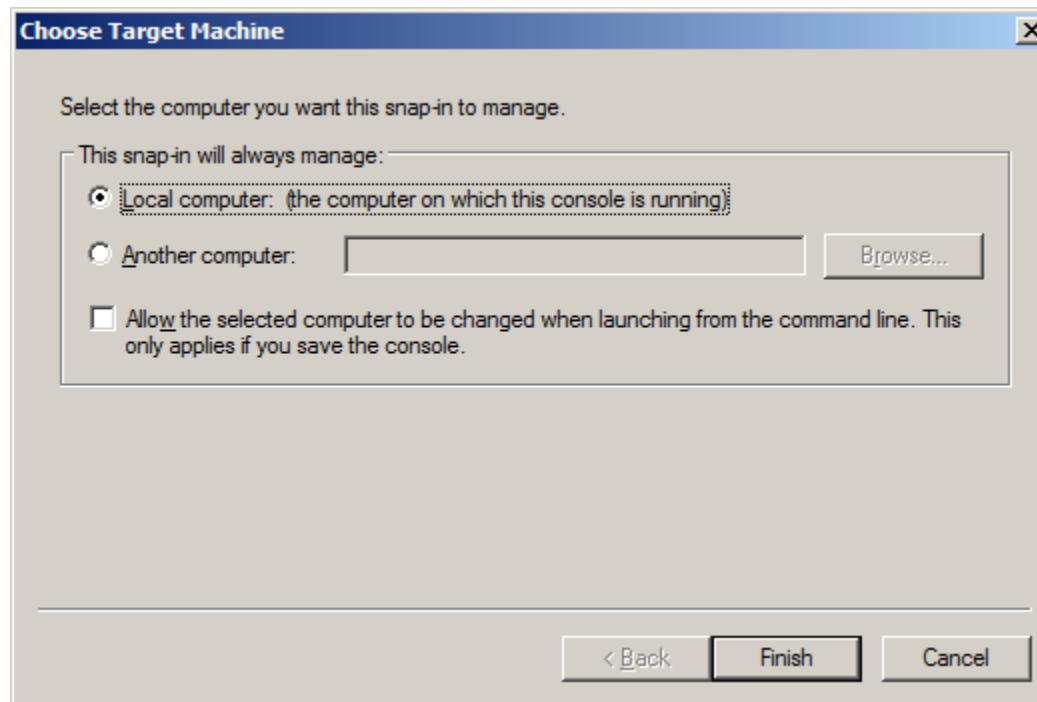 Choose Target Machine
Select the computer you want this snap-in to manage.
This snap-in will always manage:
Local computer:  (the computer on which this console is running)
Another computer:
Browse...
Allow the selected computer to be changed when launching from the command line. This
only applies if you save the console.
< Back
Finish
Cancel